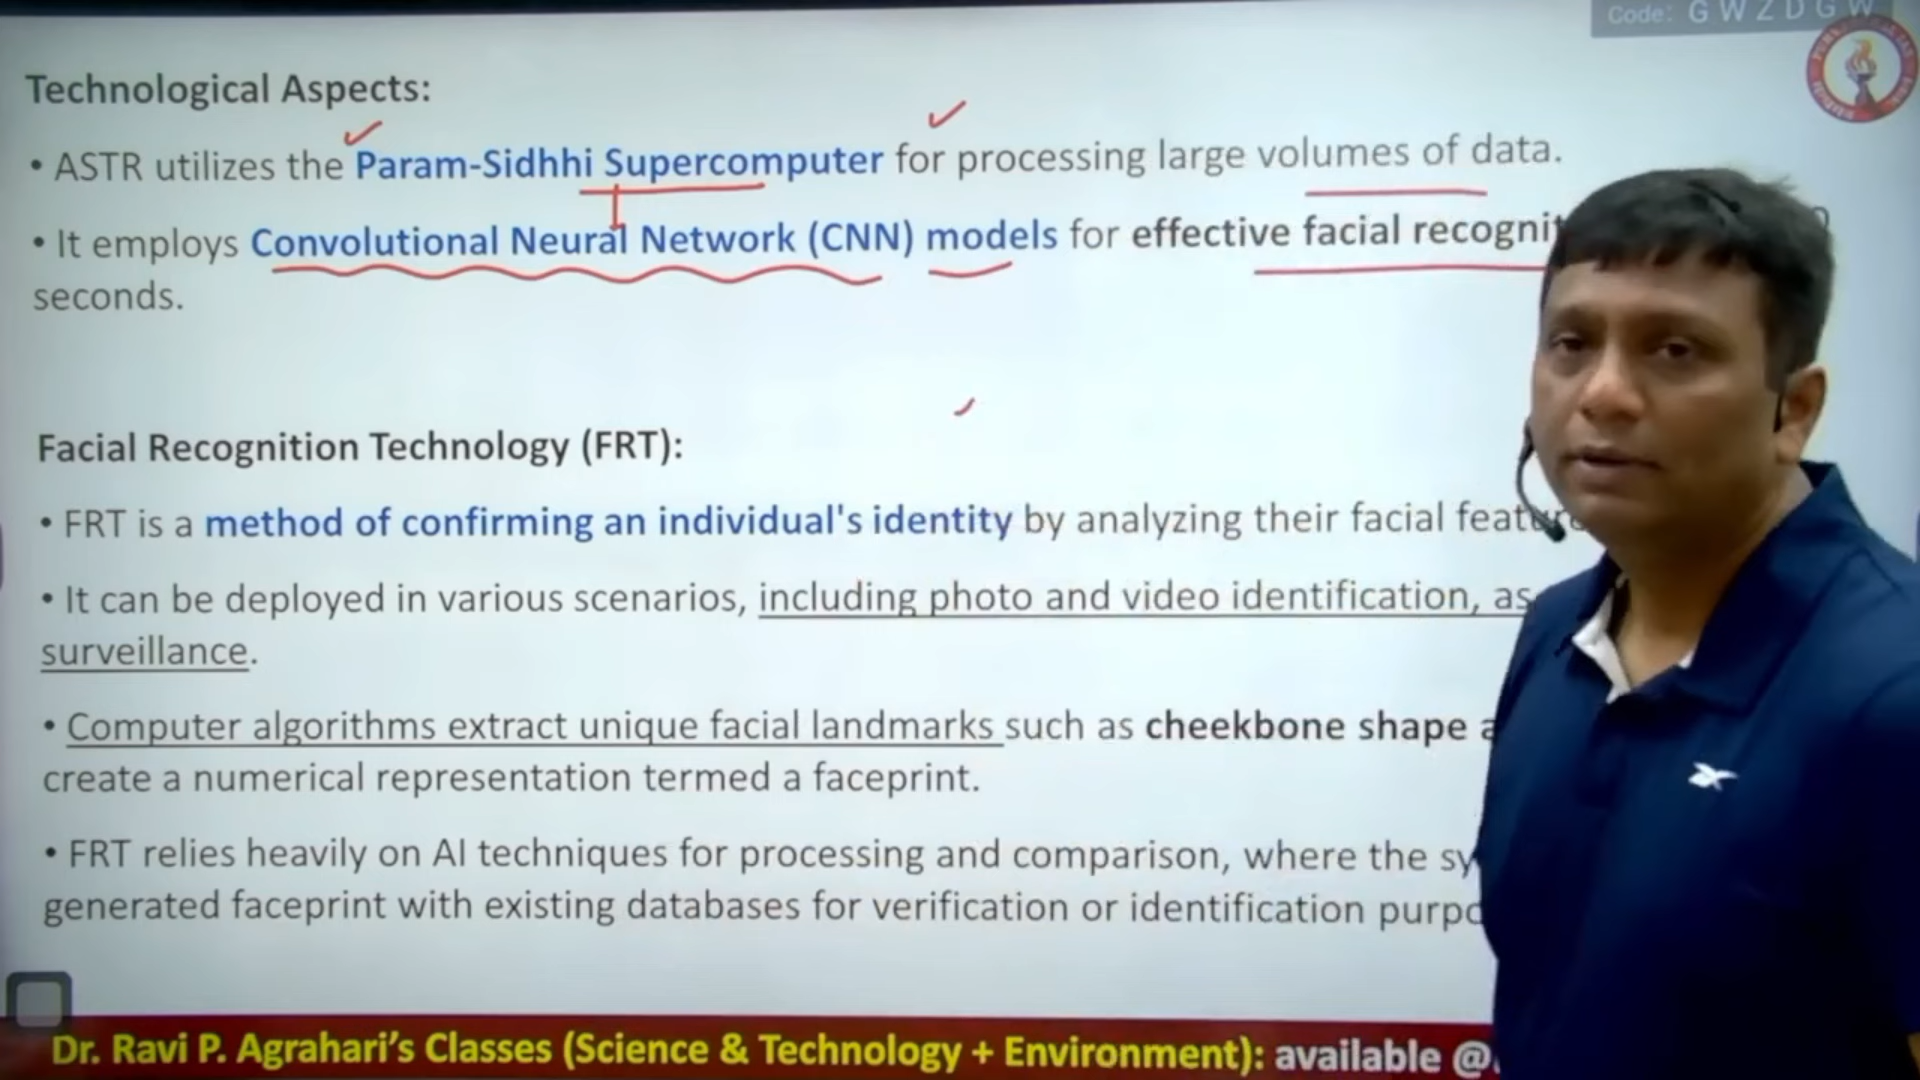 Code: G W Z D G W
Technological Aspects:
• ASTR utilizes the Param-Sidhhi Supercomputer for processing large volumes of data.
• It employs Convolutional Neural Network (CNN) models for effective facial recognit
seconds.
Facial Recognition Technology (FRT):
• FRT is a method of confirming an individual's identity by analyzing their facial featur
• It can be deployed in various scenarios, including photo and video identification, as
surveillance.
• Computer algorithms extract unique facial landmarks such as cheekbone shape a
create a numerical representation termed a faceprint.
• FRT relies heavily on AI techniques for processing and comparison, where the sy
generated faceprint with existing databases for verification or identification purpo
Dr. Ravi P. Agrahari's Classes (Science & Technology + Environment): available @